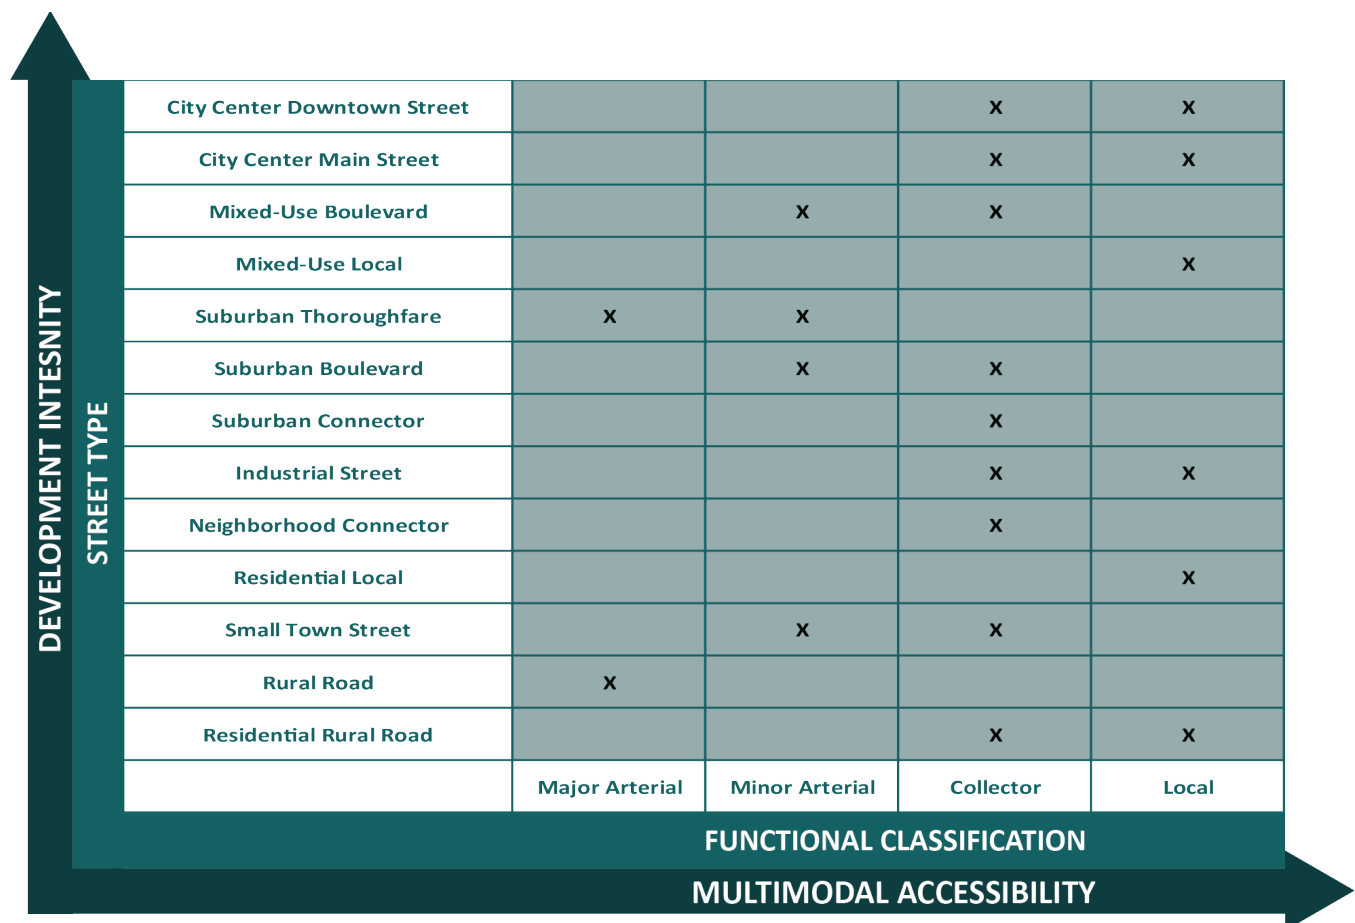 City Center Downtown Street X X
City Center Main Street X X
Mixed-Use Boulevard X X
Mixed-Use Local X
Suburban Thoroughfare X X
Suburban Boulevard X X
Suburban Connector X
Industrial Street X X
Neighborhood Connector X
Residential Local X
Small Town Street X X
Rural Road X
Residential Rural Road X X
Major Arterial Minor Arterial Collector Local
STREET TYPE
DEVELOPMENT INTESNITY
FUNCTIONAL CLASSIFICATION
MULTIMODAL ACCESSIBILITY